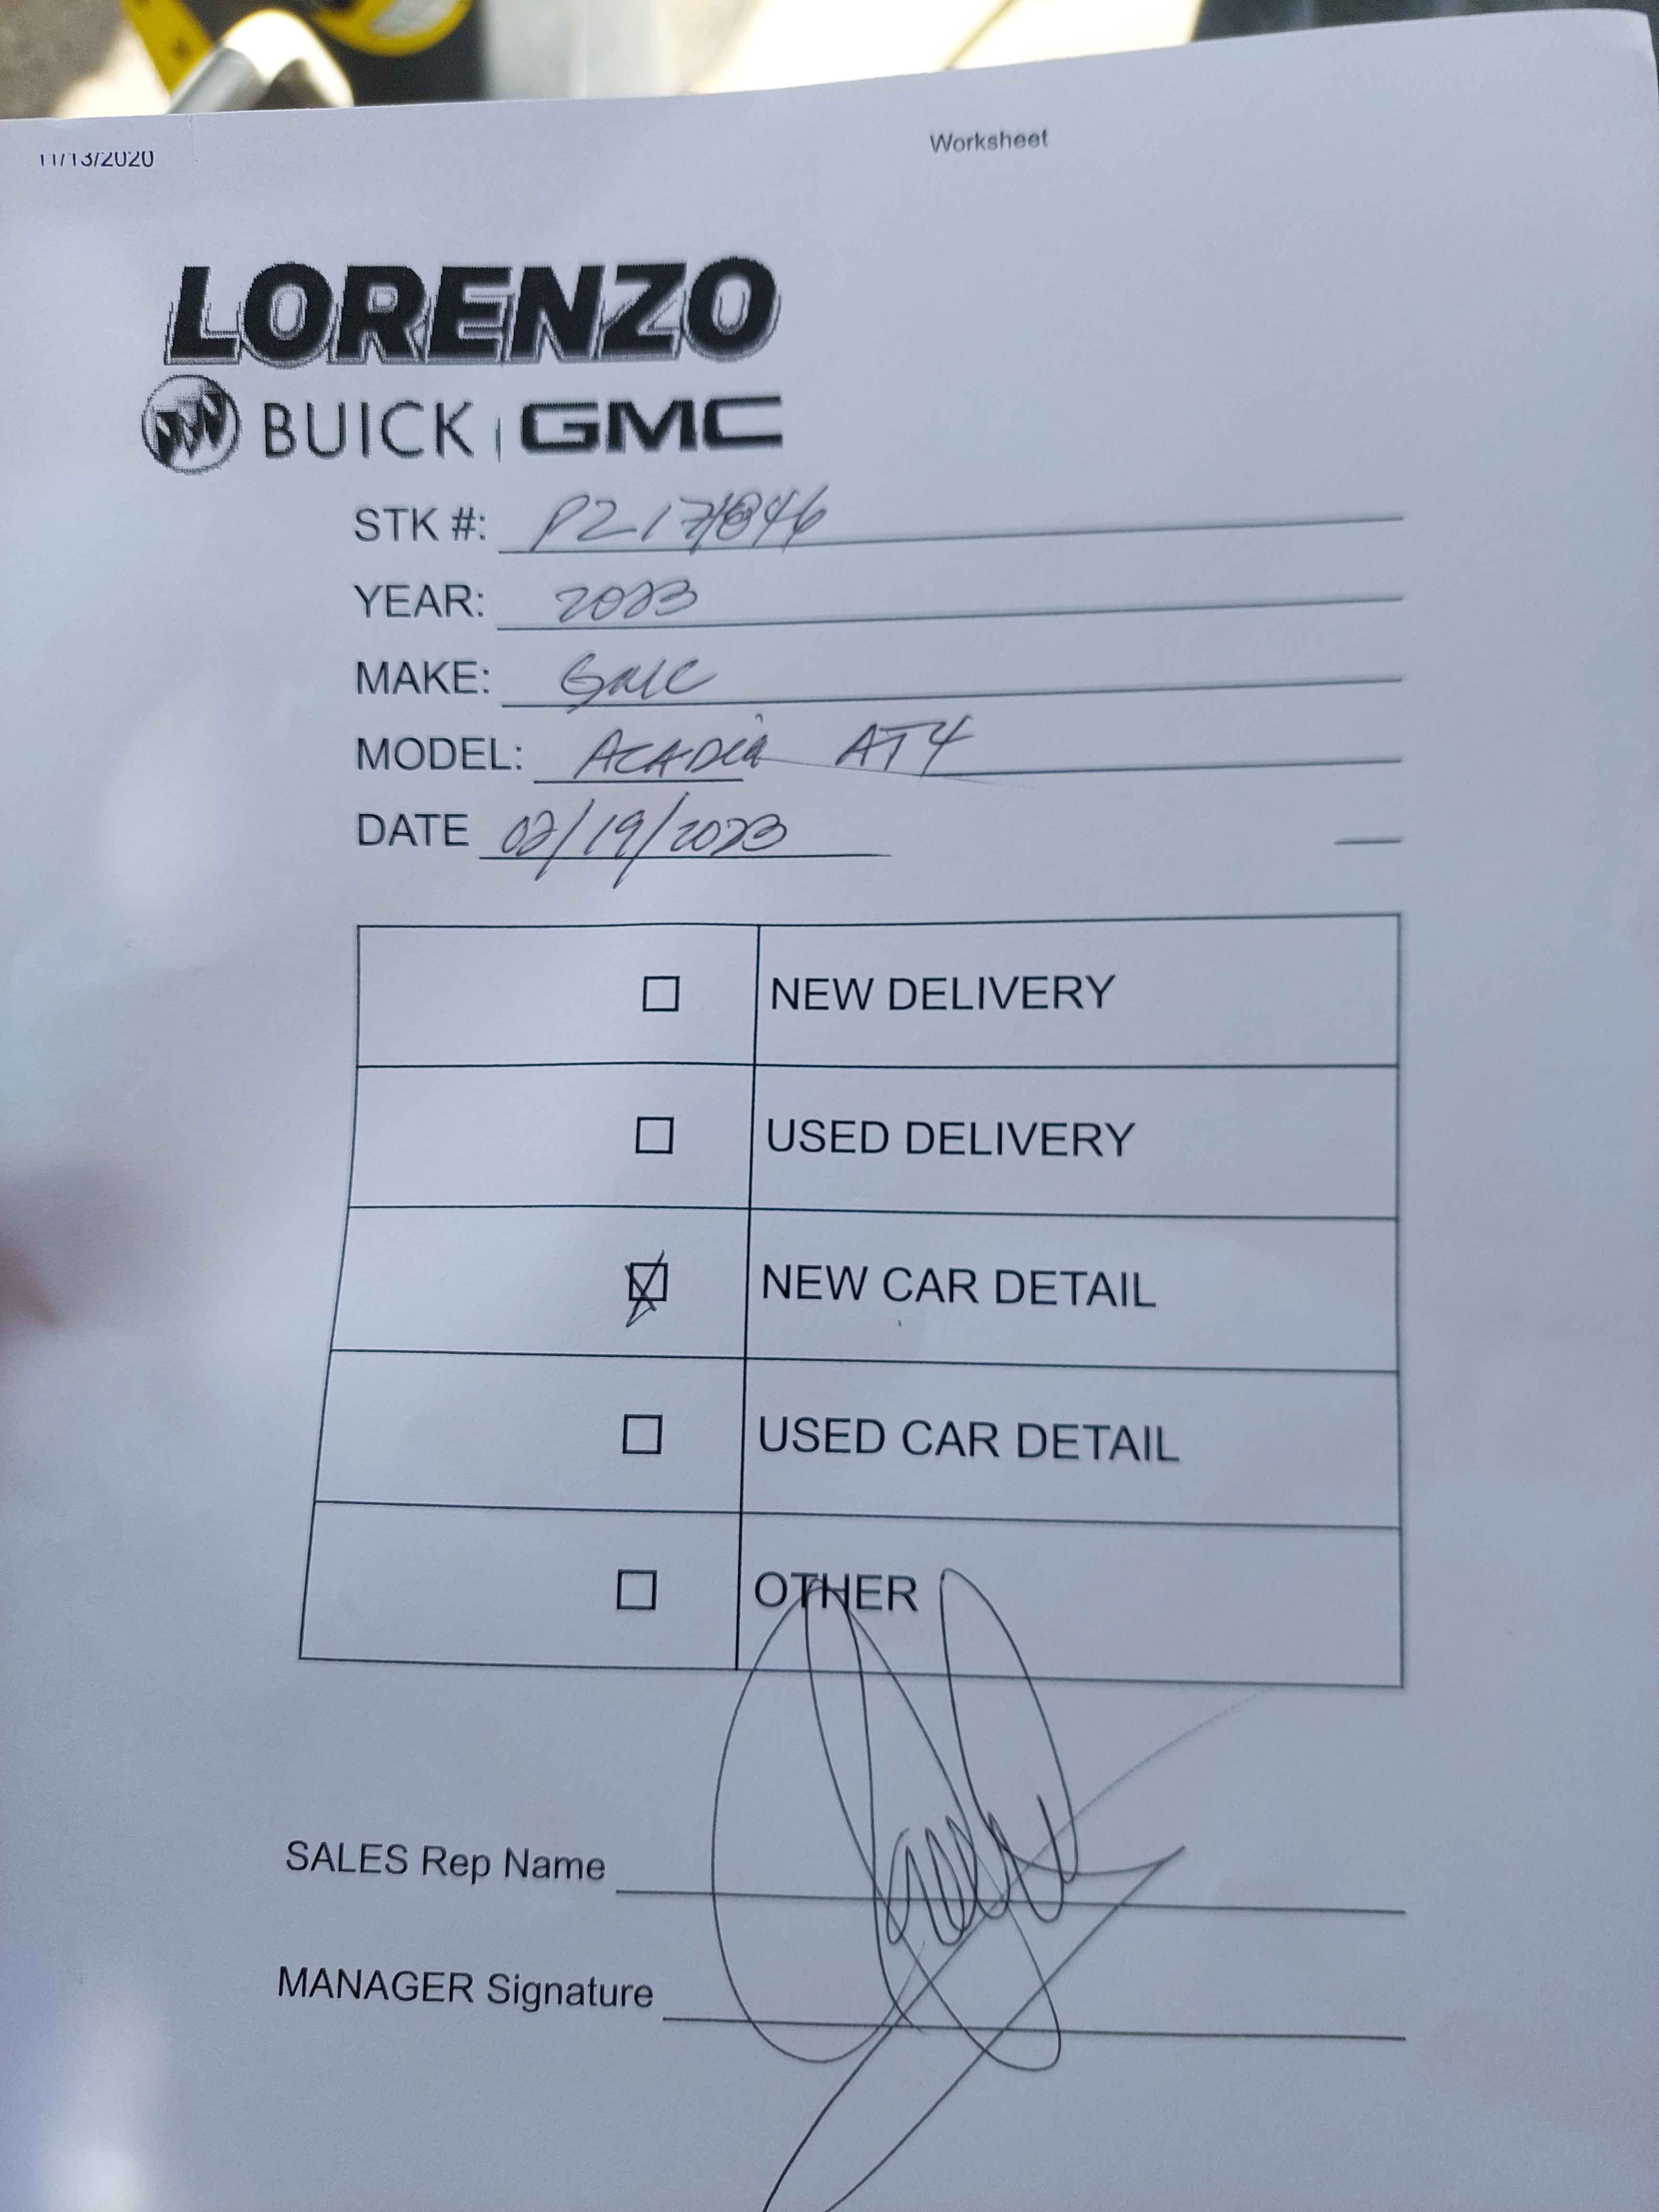 11/13/2020
Worksheet
LORENZO
BUICK | GMC
STK #:
YEAR: 2023
MAKE: GMC
MODEL: ACADia AT4
DATE 02/19/2023
NEW DELIVERY
USED DELIVERY
NEW CAR DETAIL
USED CAR DETAIL
OTHER
SALES Rep Name
MANAGER Signature